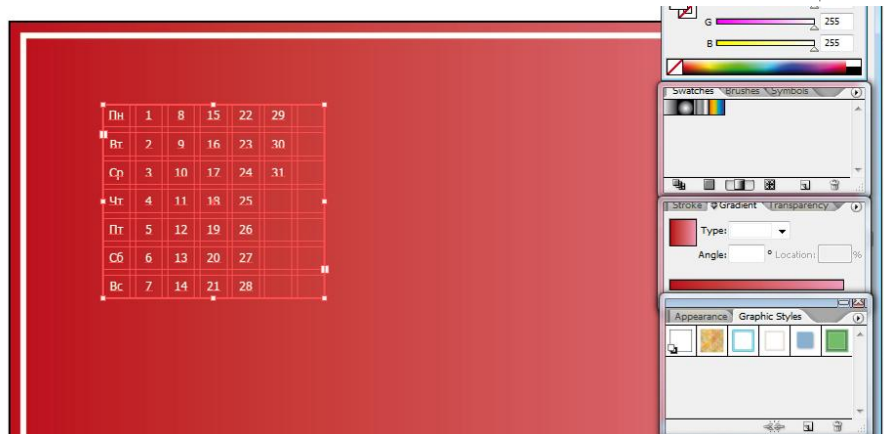 G 255
B 255
Swatches Brushes Symbols
Stroke Gradient Transparency
Type:
Angle: ° Location: %
Appearance Graphic Styles
Пн 1 8 15 22 29
Вт 2 9 16 23 30
Ср 3 10 17 24 31
Чт 4 11 18 25
Пт 5 12 19 26
Сб 6 13 20 27
Вс 7 14 21 28